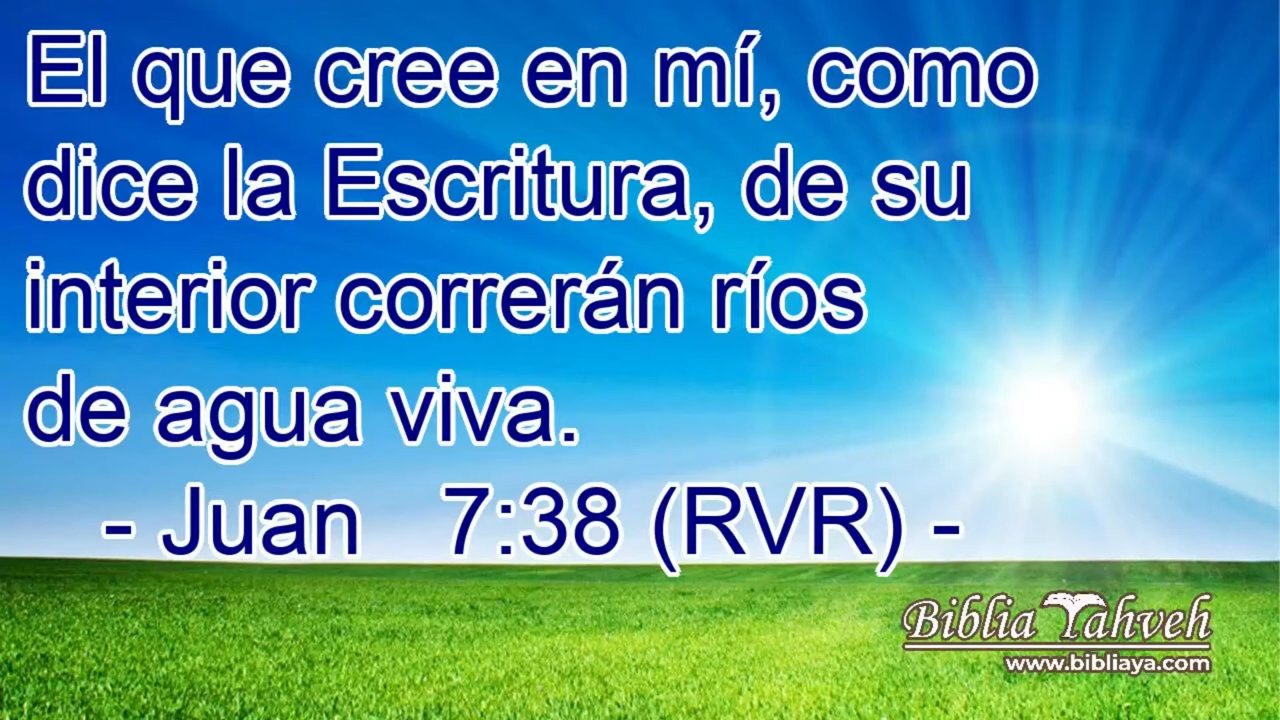 El que cree en mí, como
dice la Escritura, de su
interior correrán ríos
de agua viva.
- Juan 7:38 (RVR) -
Biblia Yahveh
www.bibliaya.com